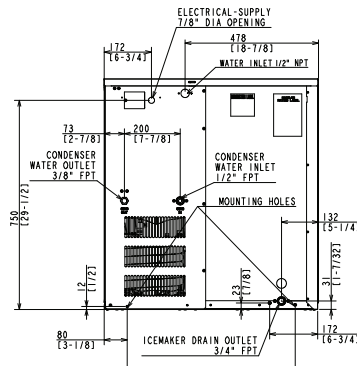 ELECTRICAL-SUPPLY
7/8" DIA OPENING
172
[6-3/4]
478
[18-7/8]
WATER INLET 1/2" NPT
73
[2-7/8]
200
[7-7/8]
CONDENSER
WATER OUTLET
3/8" FPT
CONDENSER
WATER INLET
1/2" FPT
MOUNTING HOLES
750
[29-1/2]
132
[5-1/4]
12
[1/2]
23
[7/8]
31
[1-7/32]
80
[3-1/8]
ICEMAKER DRAIN OUTLET
3/4" FPT
172
[6-3/4]